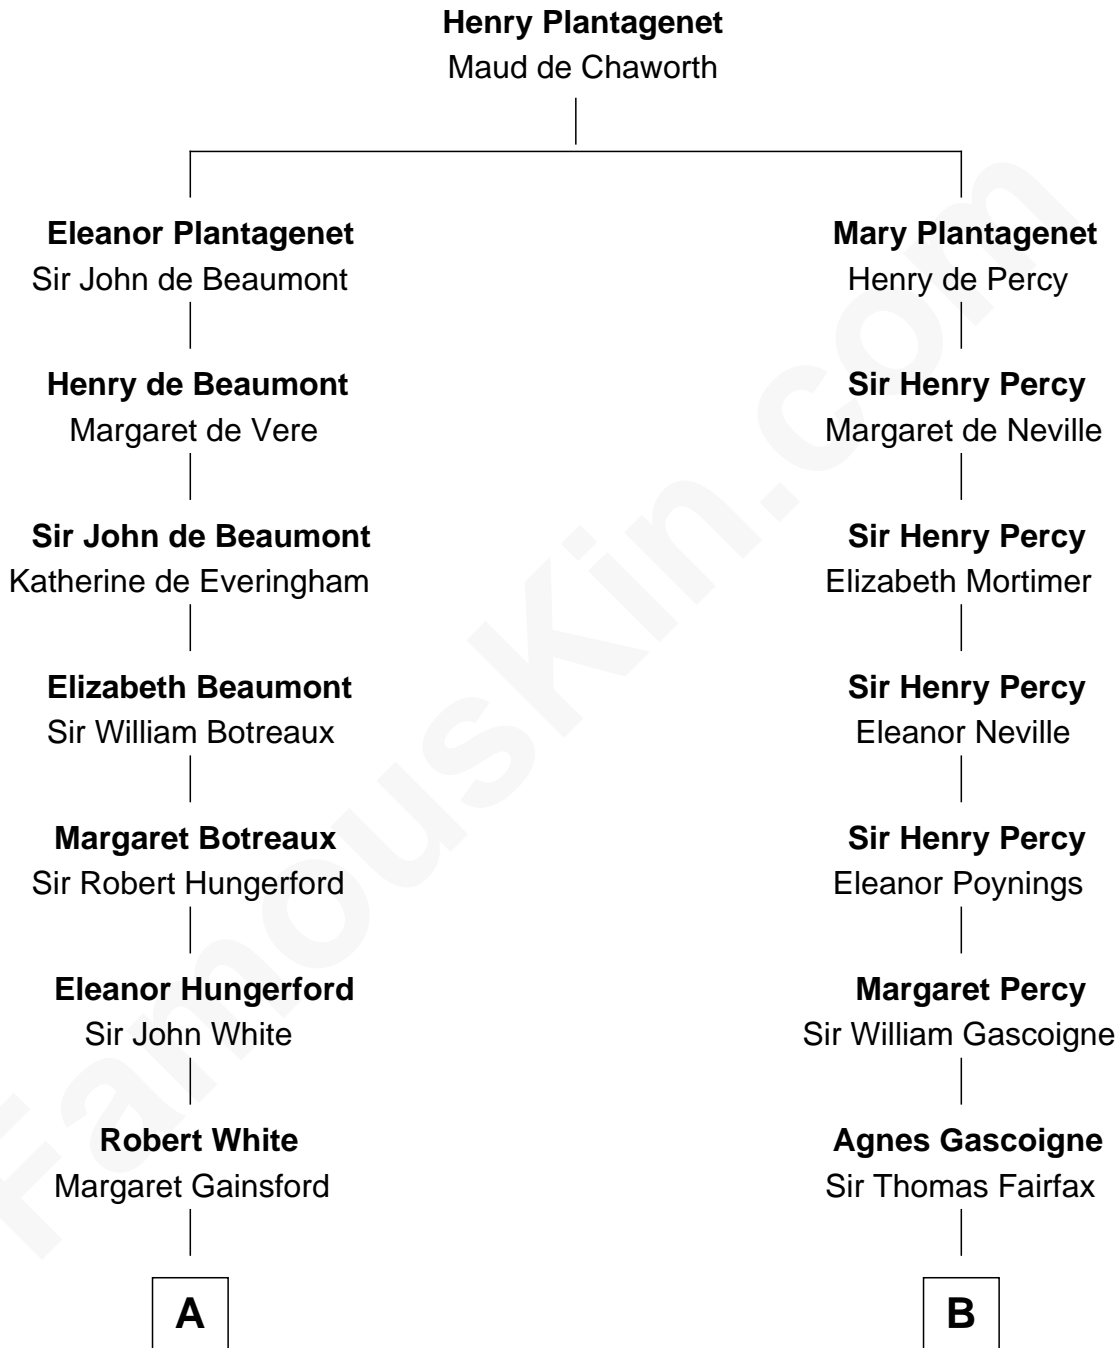 Henry Plantagenet
Maud de Chaworth
Eleanor Plantagenet
Sir John de Beaumont
Mary Plantagenet
Henry de Percy
Henry de Beaumont
Margaret de Vere
Sir Henry Percy
Margaret de Neville
Sir John de Beaumont
Katherine de Everingham
Sir Henry Percy
Elizabeth Mortimer
Elizabeth Beaumont
Sir William Botreaux
Sir Henry Percy
Eleanor Neville
Margaret Botreaux
Sir Robert Hungerford
Sir Henry Percy
Eleanor Poynings
Eleanor Hungerford
Sir John White
Margaret Percy
Sir William Gascoigne
Robert White
Margaret Gainsford
Agnes Gascoigne
Sir Thomas Fairfax
A
B
FamousKin.com